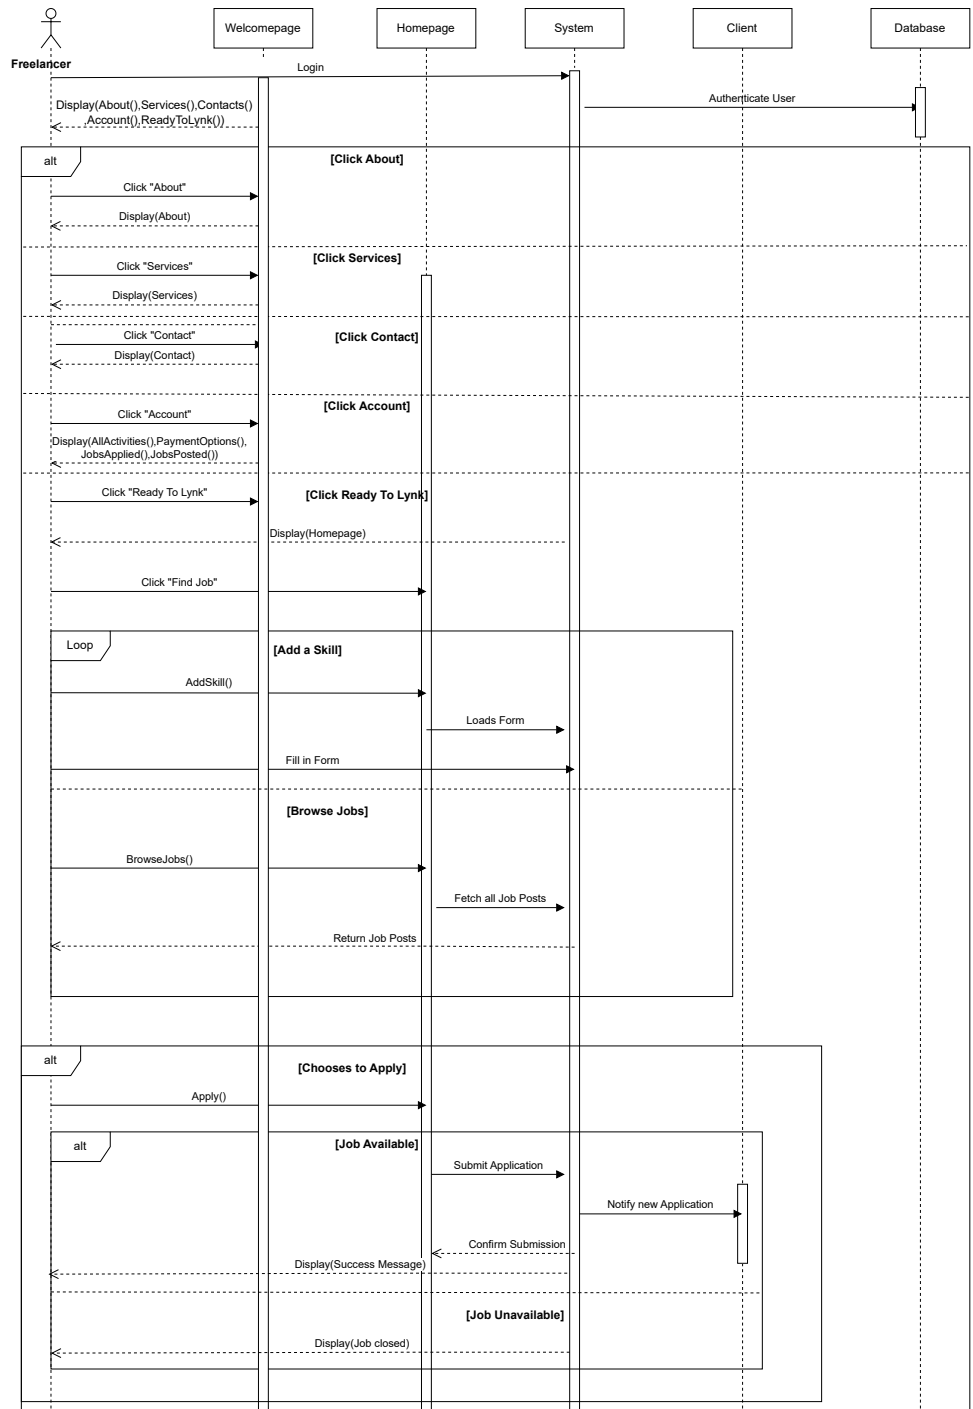 Welcomepage
Homepage
System
Client
Database
Freelancer
Login
Authenticate User
Display(About(),Services(),Contacts()
,Account(),ReadyToLynk())
alt
[Click About]
Click "About"
Display(About)
[Click Services]
Click "Services"
Display(Services)
[Click Contact]
Click "Contact"
Display(Contact)
[Click Account]
Click "Account"
Display(AllActivities(),PaymentOptions(),
JobsApplied(),JobsPosted())
Click "Ready To Lynk"
[Click Ready To Lynk]
Display(Homepage)
Click "Find Job"
Loop
[Add a Skill]
AddSkill()
Loads Form
Fill in Form
[Browse Jobs]
BrowseJobs()
Fetch all Job Posts
Return Job Posts
alt
[Chooses to Apply]
Apply()
alt
[Job Available]
Submit Application
Notify new Application
Confirm Submission
Display(Success Message)
[Job Unavailable]
Display(Job closed)